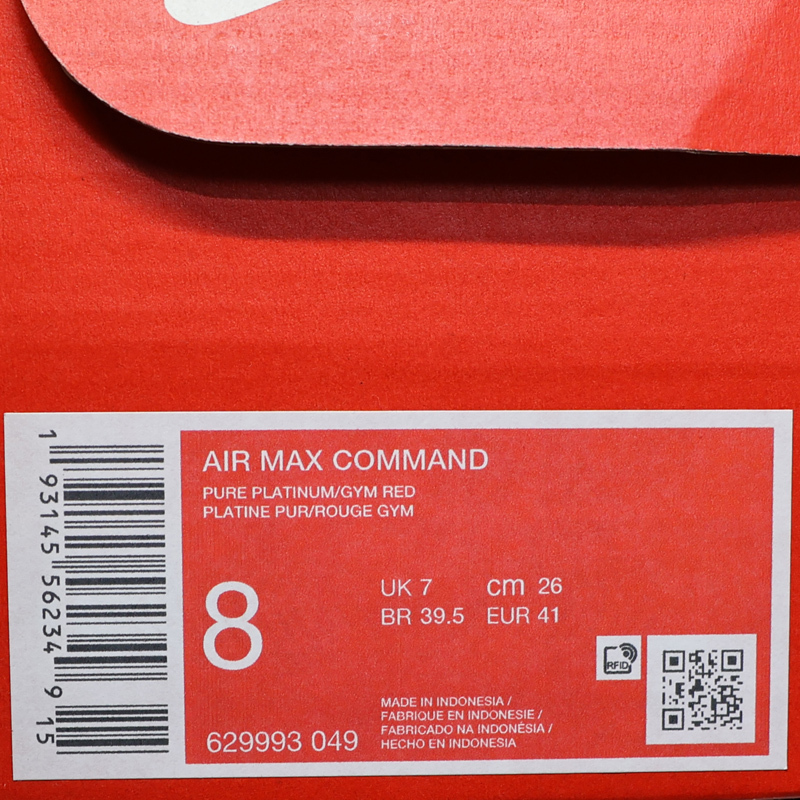 AIR MAX COMMAND
PURE PLATINUM/GYM RED
PLATINE PUR/ROUGE GYM
8
UK 7 cm 26
BR 39.5 EUR 41
RFID
629993 049
MADE IN INDONESIA /
FABRIQUE EN INDONESIE /
FABRICADO NA INDONÉSIA /
HECHO EN INDONESIA
1 93145 56234 9 15